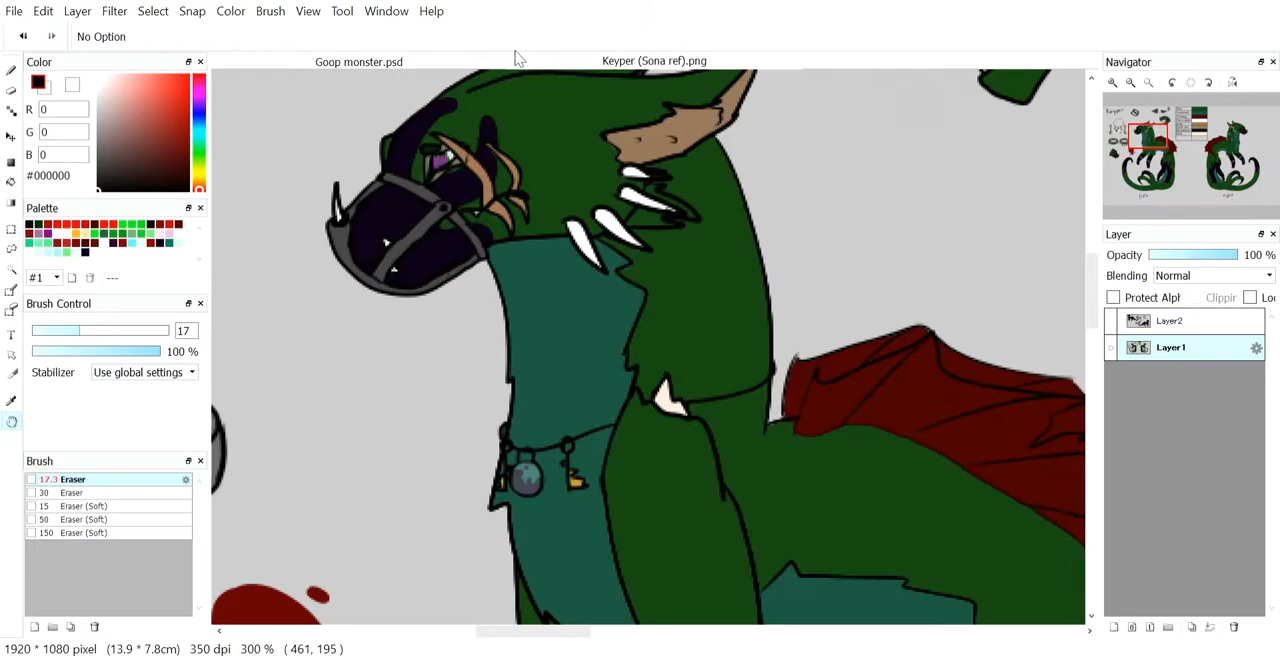 File Edit Layer Filter Select Snap Color Brush View Tool Window Help
No Option
Color
Goop monster.psd
Keyper (Sona ref).png
Navigator
R 0
G 0
B 0
#000000
Palette
#1
---
Layer
Opacity 100 %
Blending Normal
Protect Alph Clippir Loc
Layer2
Layer1
Brush Control
17
100 %
Stabilizer Use global settings
Brush
17.3 Eraser
30 Eraser
15 Eraser (Soft)
50 Eraser (Soft)
150 Eraser (Soft)
1920 * 1080 pixel (13.9 * 7.8cm) 350 dpi 300 % ( 461, 195 )